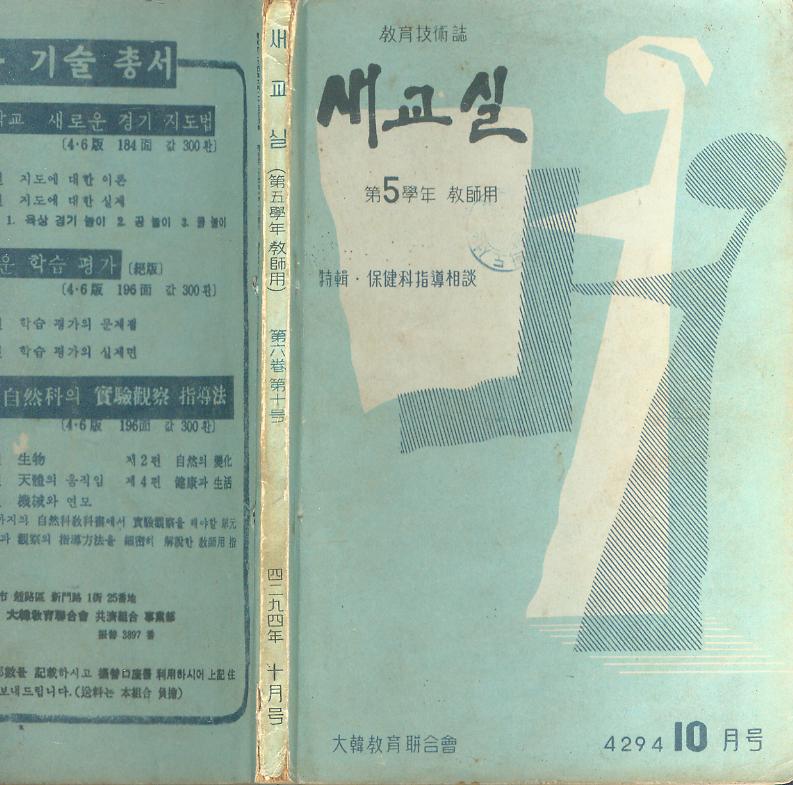 기술 총서
새로운 경기 지도법
(4·6版 184面 값 300환)
지도에 대한 이론
지도에 대한 실제
1. 육상 경기 놀이 2. 공 놀이 3. 물 놀이
학습 평가 (絕版)
(4·6版 196面 값 300환)
學習 평가의 문제점
學習 평가의 실제면
自然科의 實驗觀察 指導法
(4·6版 196面 값 300환)
生物 제2편 自然의 變化
天體의 움직임 제4편 健康과 生活
機械와 연모
自然科敎科書에서 實驗觀察을 해야할 單元
觀察의 指導方法을 細密히 解說한 敎師用 指
市 鍾路區 新門路 1街 25番地
大韓敎育聯合會 共濟組合 事業部
振替 3897 番
記載하시고 振替口座를 利用하시어 上記 住
보내드립니다. (送料는 本組合 負擔)
새교실 (第五學年 敎師用) 第六卷 第十号 四二九四年 十月号
敎育技術誌
새교실
第5學年 敎師用
特輯·保健科指導相談
大韓敎育聯合會
4294 10月号